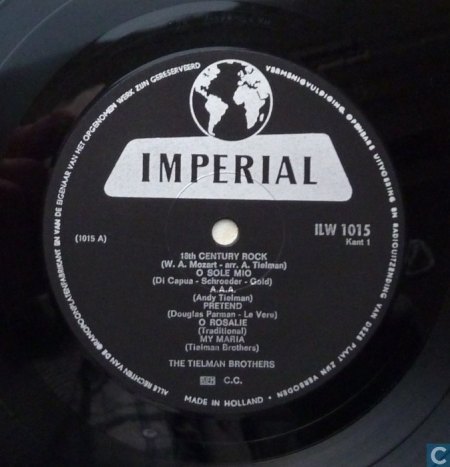 ALLE RECHTEN VAN DE GRAMMOFOONPLATENFABRIKANT EN VAN DE EIGENAAR VAN HET OPGENOMEN WERK ZIJN GERESERVEERD
VERMENIGVULDIGING, OPENBARE UITVOERING EN RADIOUITZENDING VAN DEZE PLAAT ZIJN VERBODEN
IMPERIAL
(1015 A)
ILW 1015
Kant 1
18th CENTURY ROCK
(W. A. Mozart - arr. A. Tielman)
O SOLE MIO
(Di Capua - Schroeder - Gold)
A.A.A.
(Andy Tielman)
PRETEND
(Douglas Parman - Le Vere)
O ROSALIE
(Traditional)
MY MARIA
(Tielman Brothers)
THE TIELMAN BROTHERS
C.C.
MADE IN HOLLAND
C